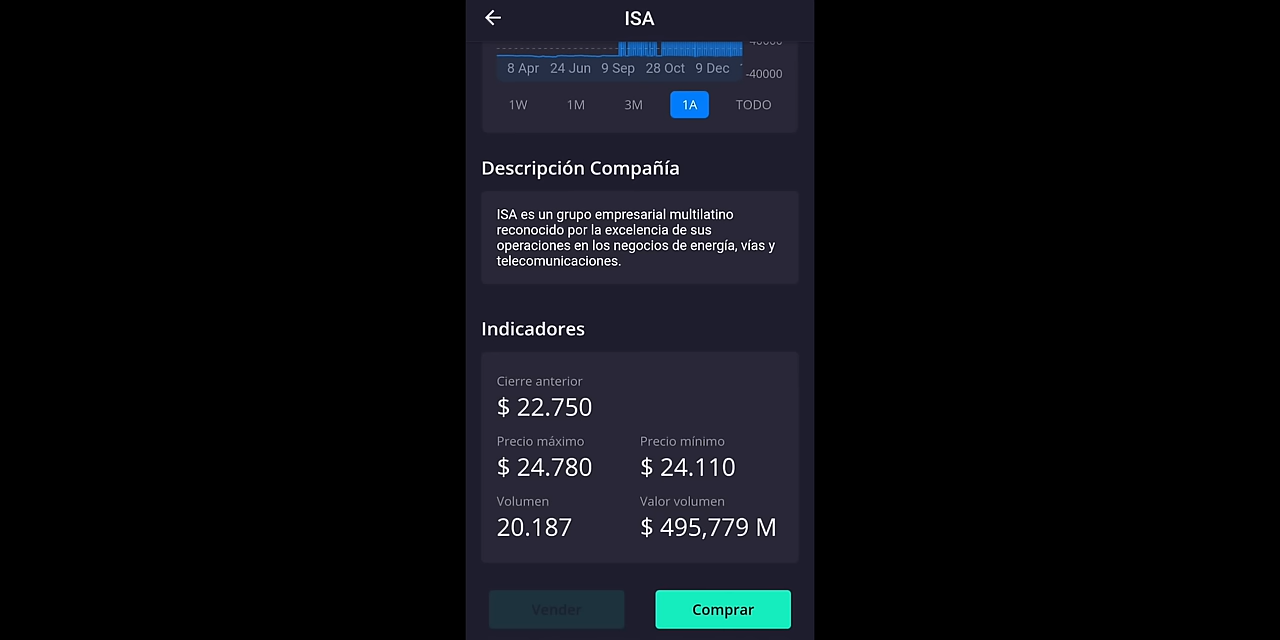 ISA
40000
8 Apr 24 Jun 9 Sep 28 Oct 9 Dec
-40000
1W 1M 3M 1A TODO
Descripción Compañía
ISA es un grupo empresarial multilatino
reconocido por la excelencia de sus
operaciones en los negocios de energía, vías y
telecomunicaciones.
Indicadores
Cierre anterior
$ 22.750
Precio máximo Precio mínimo
$ 24.780 $ 24.110
Volumen Valor volumen
20.187 $ 495,779 M
Vender Comprar